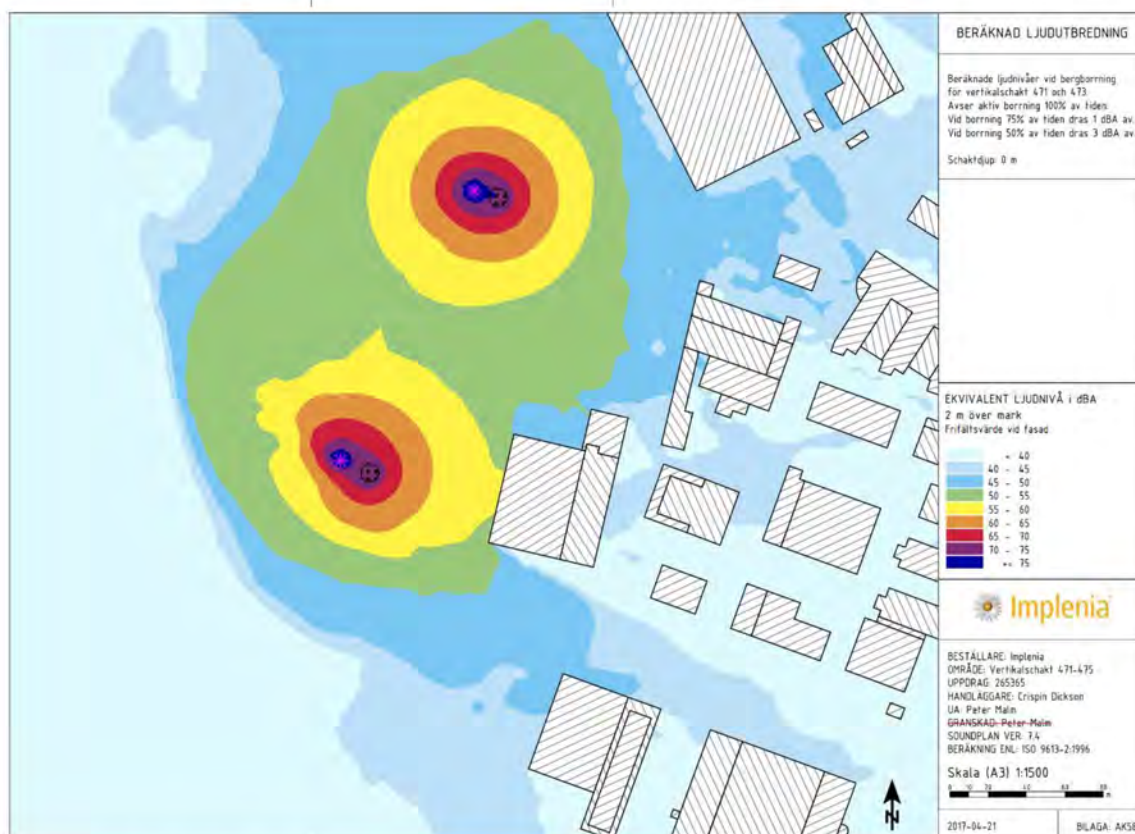 BERÄKNAD LJUDUTBREDNING
Beräknade ljudnivåer vid bergborrning
för vertikalschakt 471 och 473
Avser aktiv borrning 100% av tiden.
Vid borrning 75% av tiden dras 1 dBA av.
Vid borrning 50% av tiden dras 3 dBA av
Schaktdjup: 0 m
EKVIVALENT LJUDNIVÅ i dBA
2 m över mark
Frifältsvärde vid fasad
< 40
40 - 45
45 - 50
50 - 55
55 - 60
60 - 65
65 - 70
70 - 75
>= 75
Implenia
BESTÄLLARE: Implenia
OMRÅDE: Vertikalschakt 471-475
UPPDRAG: 265365
HANDLÄGGARE: Crispin Dickson
UA: Peter Malm
GRANSKAD: Peter Malm
SOUNDPLAN VER. 7.4
BERÄKNING ENL: ISO 9613-2:1996
Skala (A3) 1:1500
N
2017-04-21
BILAGA: